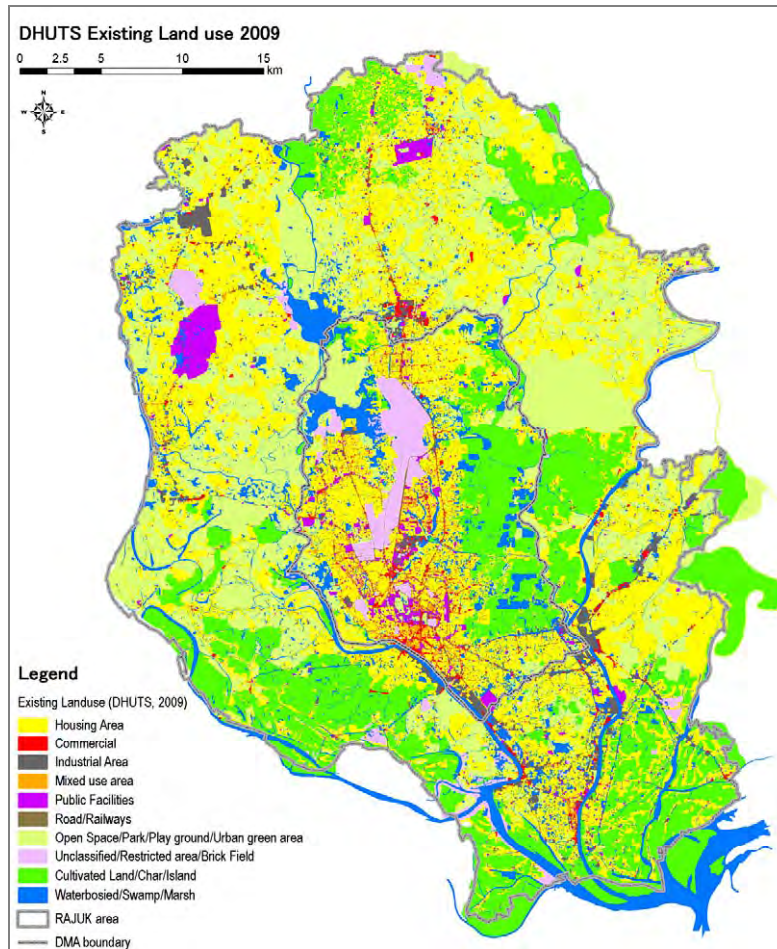 DHUTS Existing Land use 2009
0 2.5 5 10 15
km
N
W E
S
Legend
Existing Landuse (DHUTS, 2009)
Housing Area
Commercial
Industrial Area
Mixed use area
Public Facilities
Road/Railways
Open Space/Park/Play ground/Urban green area
Unclassified/Restricted area/Brick Field
Cultivated Land/Char/Island
Waterbosied/Swamp/Marsh
RAJUK area
DMA boundary